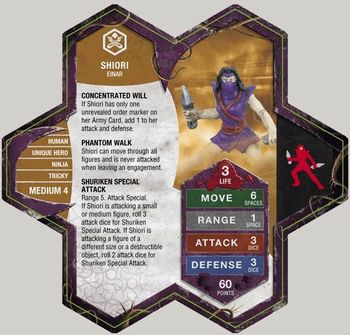 SHIORI
EINAR
CONCENTRATED WILL
If Shiori has only one
unrevealed order marker on
her Army Card, add 1 to her
attack and defense.
PHANTOM WALK
Shiori can move through all
figures and is never attacked
when leaving an engagement.
SHURIKEN SPECIAL
ATTACK
Range 5. Attack Special.
If Shiori is attacking a small
or medium figure, roll 3
attack dice for Shuriken
Special Attack. If Shiori is
attacking a figure of a
different size or a destructible
object, roll 2 attack dice for
Shuriken Special Attack.
HUMAN
UNIQUE HERO
NINJA
TRICKY
MEDIUM 4
3
LIFE
MOVE 6 SPACES
RANGE 1 SPACE
ATTACK 3 DICE
DEFENSE 3 DICE
60
POINTS